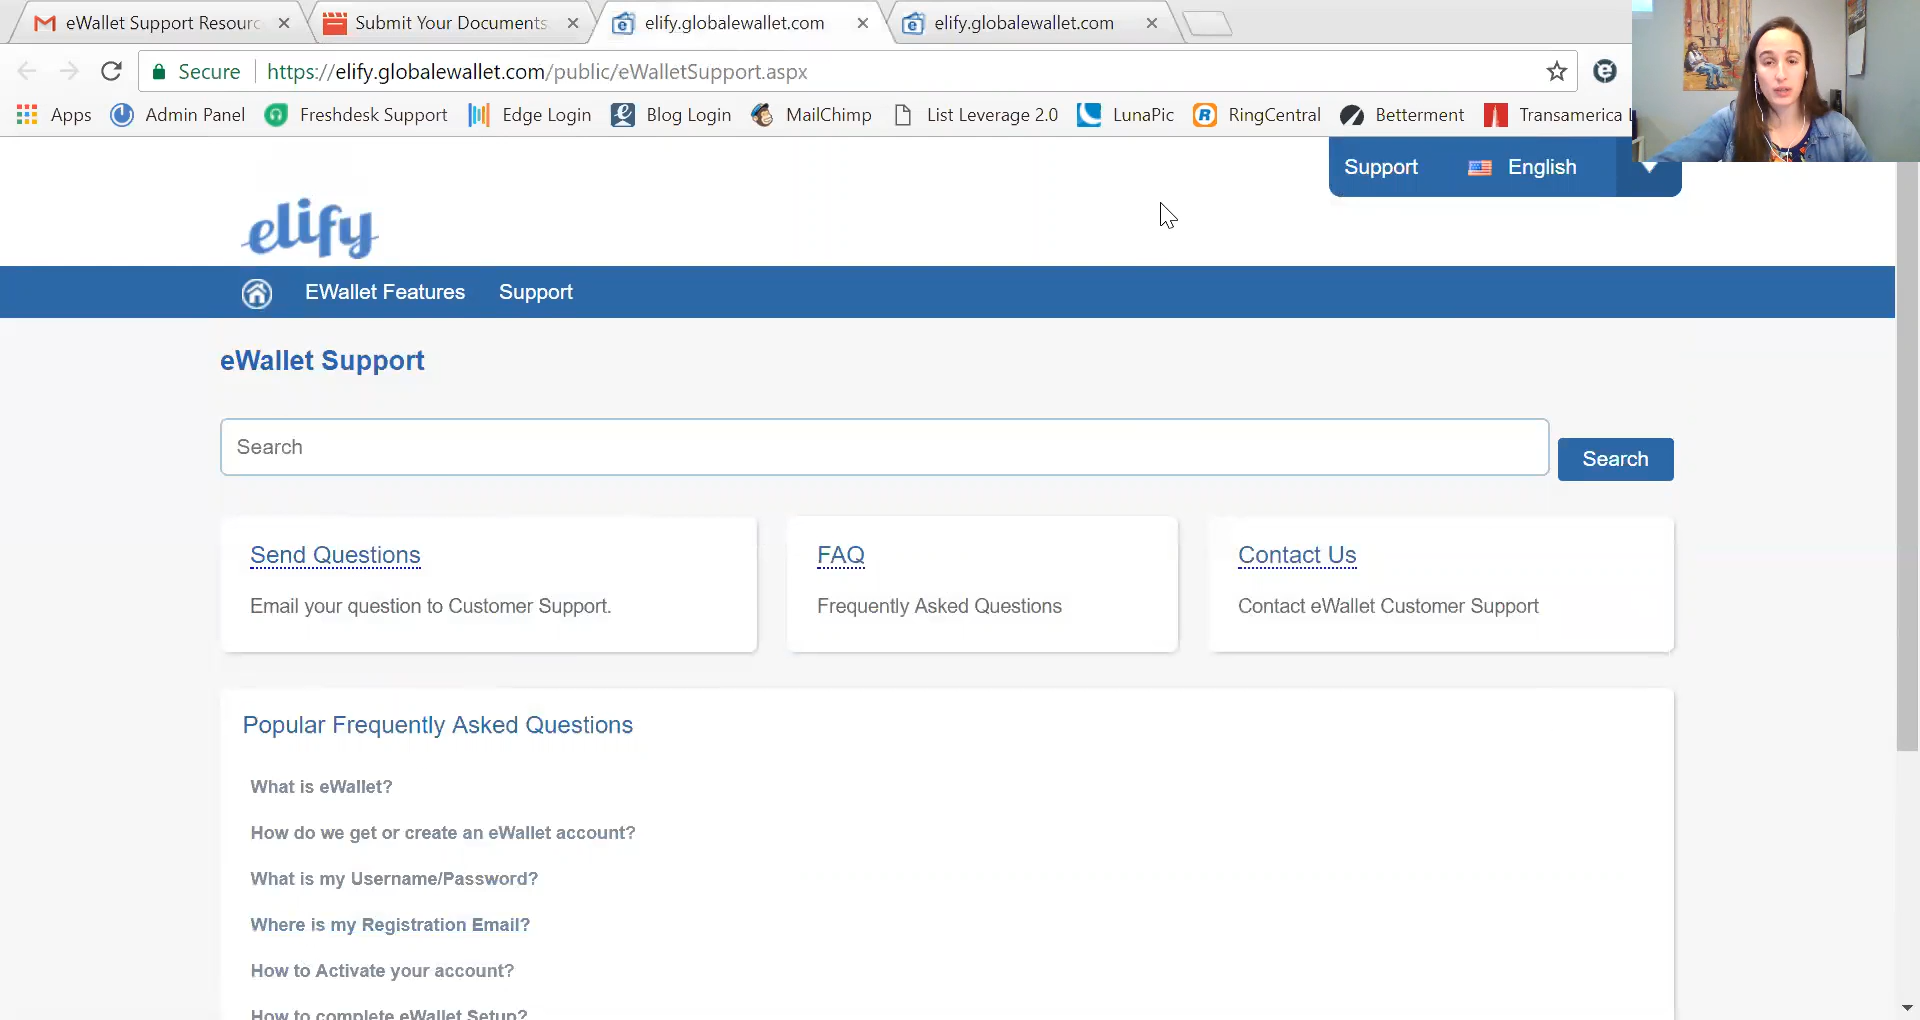 eWallet Support Resourc
Submit Your Documents
elify.globalewallet.com
elify.globalewallet.com
Secure
https://elify.globalewallet.com/public/eWalletSupport.aspx
Apps
Admin Panel
Freshdesk Support
Edge Login
Blog Login
MailChimp
List Leverage 2.0
LunaPic
RingCentral
Betterment
Transamerica
Support
English
elify
EWallet Features
Support
eWallet Support
Search
Search
Send Questions
Email your question to Customer Support.
FAQ
Frequently Asked Questions
Contact Us
Contact eWallet Customer Support
Popular Frequently Asked Questions
What is eWallet?
How do we get or create an eWallet account?
What is my Username/Password?
Where is my Registration Email?
How to Activate your account?
How to complete eWallet Setup?